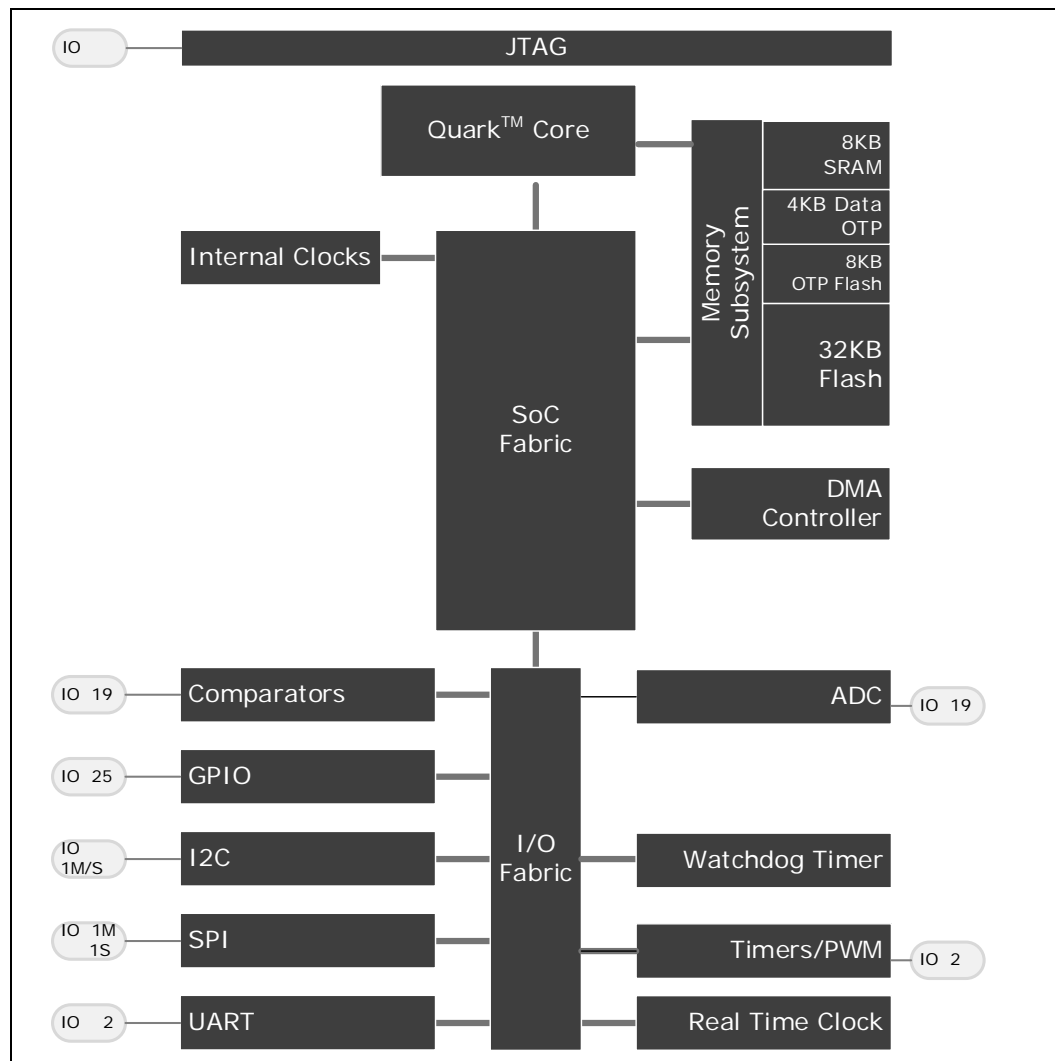 IO
JTAG
Quark™ Core
8KB
SRAM
4KB Data
OTP
8KB
OTP Flash
32KB
Flash
Memory
Subsystem
Internal Clocks
SoC
Fabric
DMA
Controller
IO 19
Comparators
ADC
IO 19
IO 25
GPIO
I/O
Fabric
IO
1M/S
I2C
Watchdog Timer
IO 1M
1S
SPI
Timers/PWM
IO 2
IO 2
UART
Real Time Clock